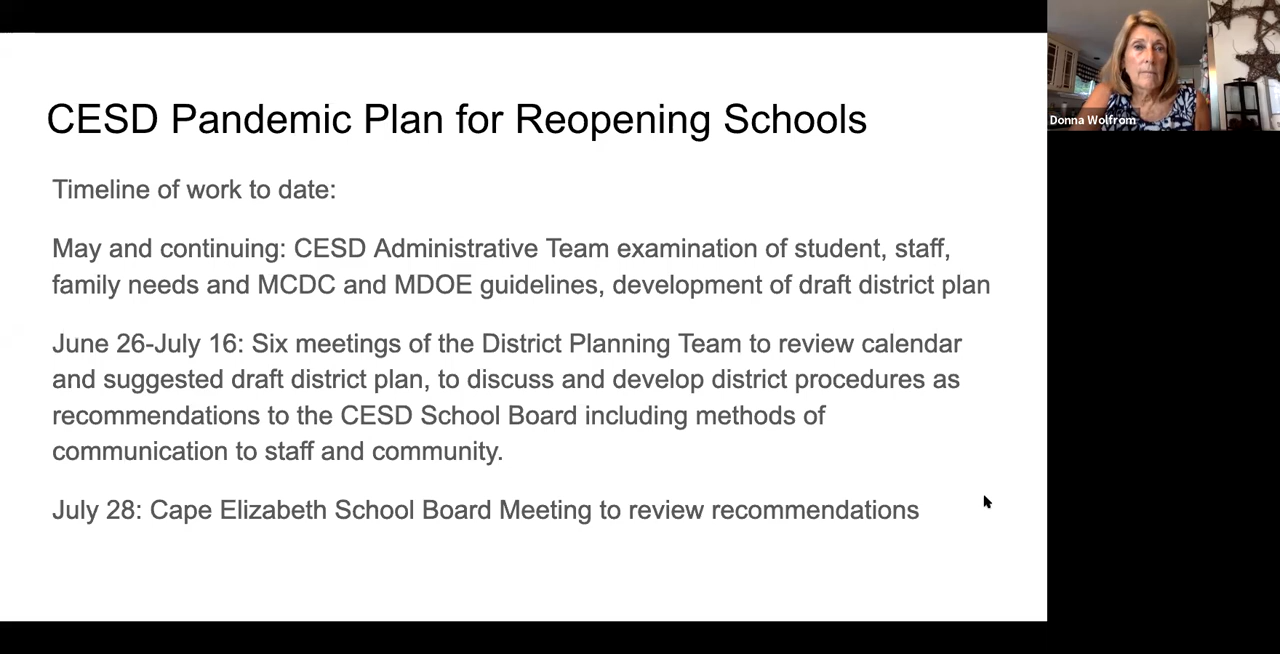 CESD Pandemic Plan for Reopening Schools
Donna Wolfrom
Timeline of work to date:
May and continuing: CESD Administrative Team examination of student, staff,
family needs and MCDC and MDOE guidelines, development of draft district plan
June 26-July 16: Six meetings of the District Planning Team to review calendar
and suggested draft district plan, to discuss and develop district procedures as
recommendations to the CESD School Board including methods of
communication to staff and community.
July 28: Cape Elizabeth School Board Meeting to review recommendations